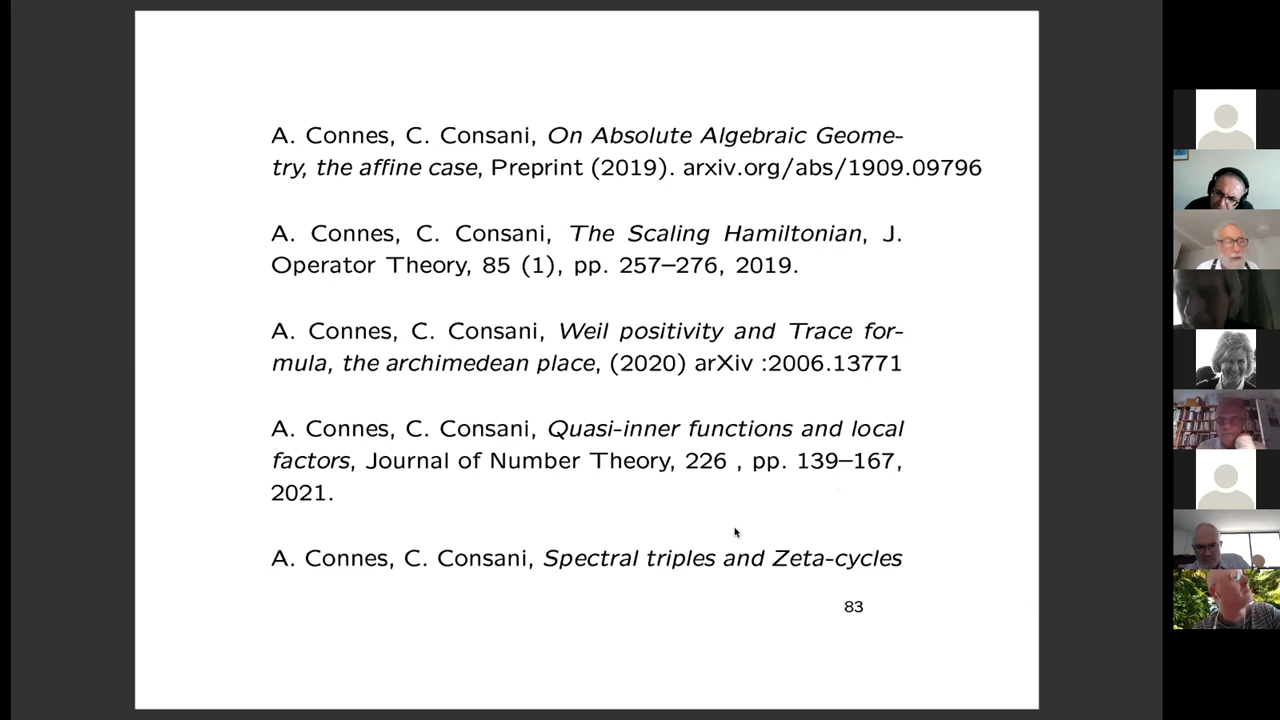 A. Connes, C. Consani, On Absolute Algebraic Geome-
try, the affine case, Preprint (2019). arxiv.org/abs/1909.09796
A. Connes, C. Consani, The Scaling Hamiltonian, J.
Operator Theory, 85 (1), pp. 257–276, 2019.
A. Connes, C. Consani, Weil positivity and Trace for-
mula, the archimedean place, (2020) arXiv :2006.13771
A. Connes, C. Consani, Quasi-inner functions and local
factors, Journal of Number Theory, 226 , pp. 139–167,
2021.
A. Connes, C. Consani, Spectral triples and Zeta-cycles
83